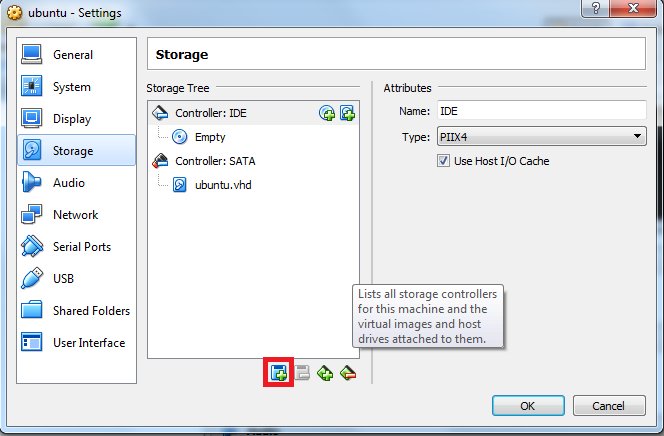 ubuntu - Settings
General
System
Display
Storage
Audio
Network
Serial Ports
USB
Shared Folders
User Interface
Storage
Storage Tree
Controller: IDE
Empty
Controller: SATA
ubuntu.vhd
Attributes
Name: IDE
Type: PIIX4
Use Host I/O Cache
Lists all storage controllers
for this machine and the
virtual images and host
drives attached to them.
OK
Cancel